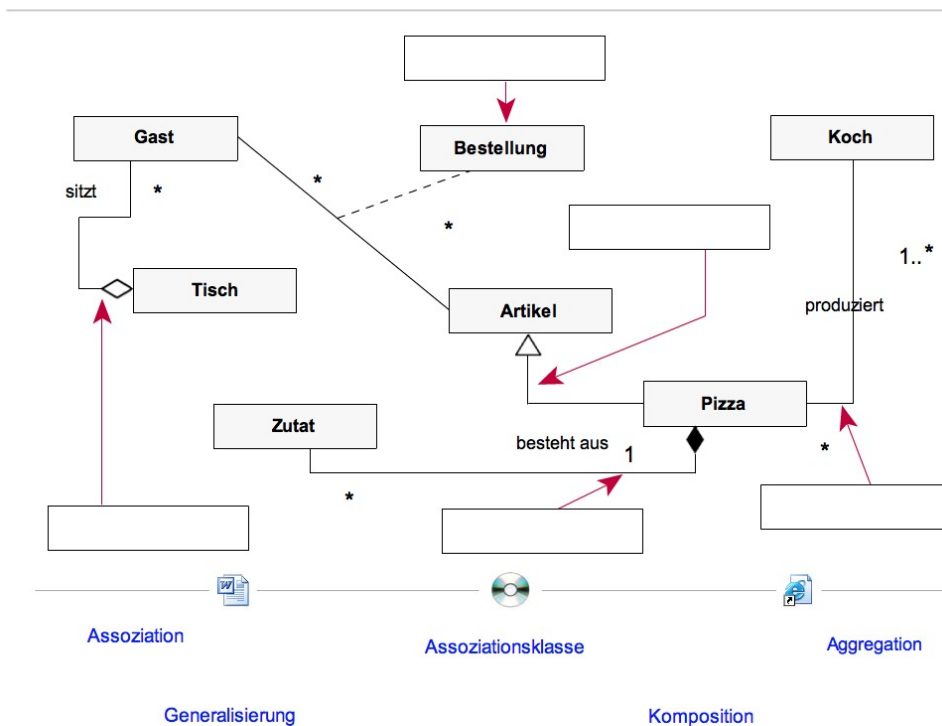 Gast
Bestellung
Koch
sitzt
*
*
*
1..*
Tisch
Artikel
produziert
Pizza
Zutat
besteht aus
1
*
*
Assoziation
Assoziationsklasse
Aggregation
Generalisierung
Komposition